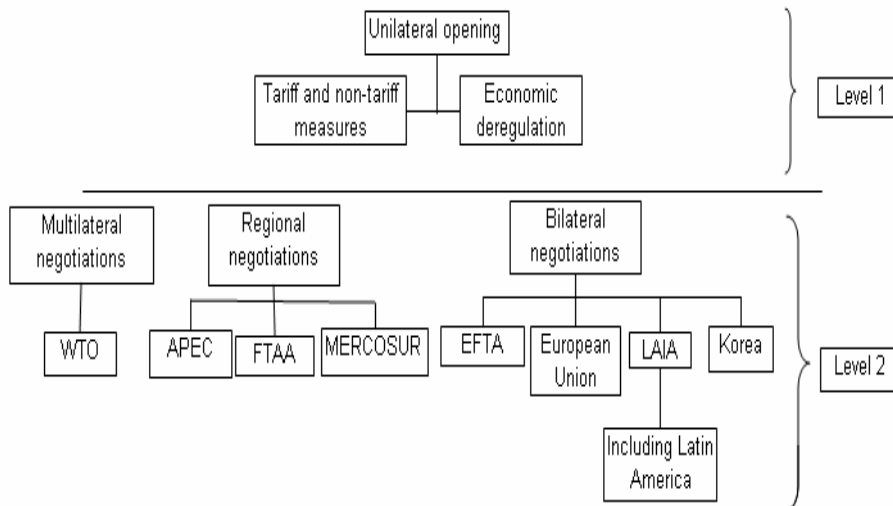 Unilateral opening
Tariff and non-tariff
measures
Economic
deregulation
Level 1
Multilateral
negotiations
Regional
negotiations
Bilateral
negotiations
WTO
APEC
FTAA
MERCOSUR
EFTA
European
Union
LAIA
Korea
Level 2
Including Latin
America